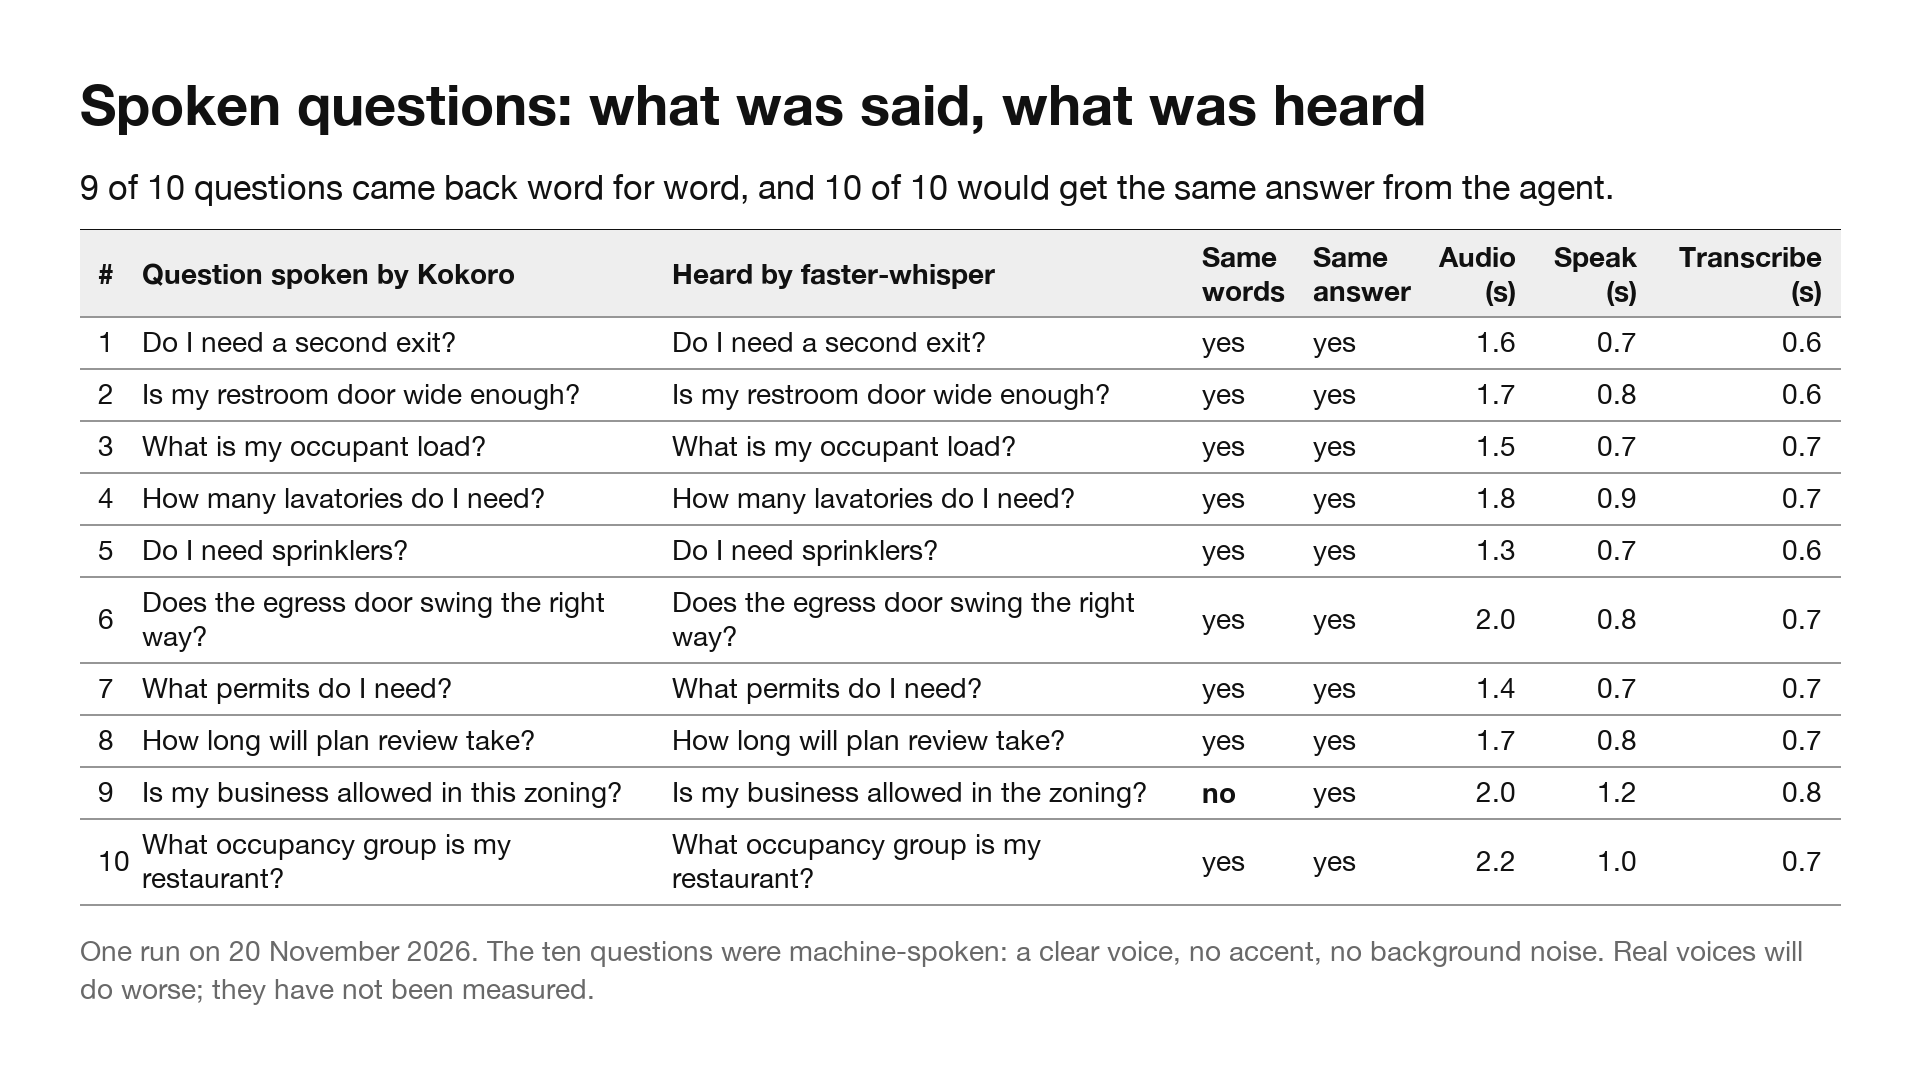 Spoken questions: what was said, what was heard
9 of 10 questions came back word for word, and 10 of 10 would get the same answer from the agent.
# Question spoken by Kokoro Heard by faster-whisper Same words Same answer Audio (s) Speak (s) Transcribe (s)
1 Do I need a second exit? Do I need a second exit? yes yes 1.6 0.7 0.6
2 Is my restroom door wide enough? Is my restroom door wide enough? yes yes 1.7 0.8 0.6
3 What is my occupant load? What is my occupant load? yes yes 1.5 0.7 0.7
4 How many lavatories do I need? How many lavatories do I need? yes yes 1.8 0.9 0.7
5 Do I need sprinklers? Do I need sprinklers? yes yes 1.3 0.7 0.6
6 Does the egress door swing the right way? Does the egress door swing the right way? yes yes 2.0 0.8 0.7
7 What permits do I need? What permits do I need? yes yes 1.4 0.7 0.7
8 How long will plan review take? How long will plan review take? yes yes 1.7 0.8 0.7
9 Is my business allowed in this zoning? Is my business allowed in the zoning? no yes 2.0 1.2 0.8
10 What occupancy group is my restaurant? What occupancy group is my restaurant? yes yes 2.2 1.0 0.7
One run on 20 November 2026. The ten questions were machine-spoken: a clear voice, no accent, no background noise. Real voices will
do worse; they have not been measured.